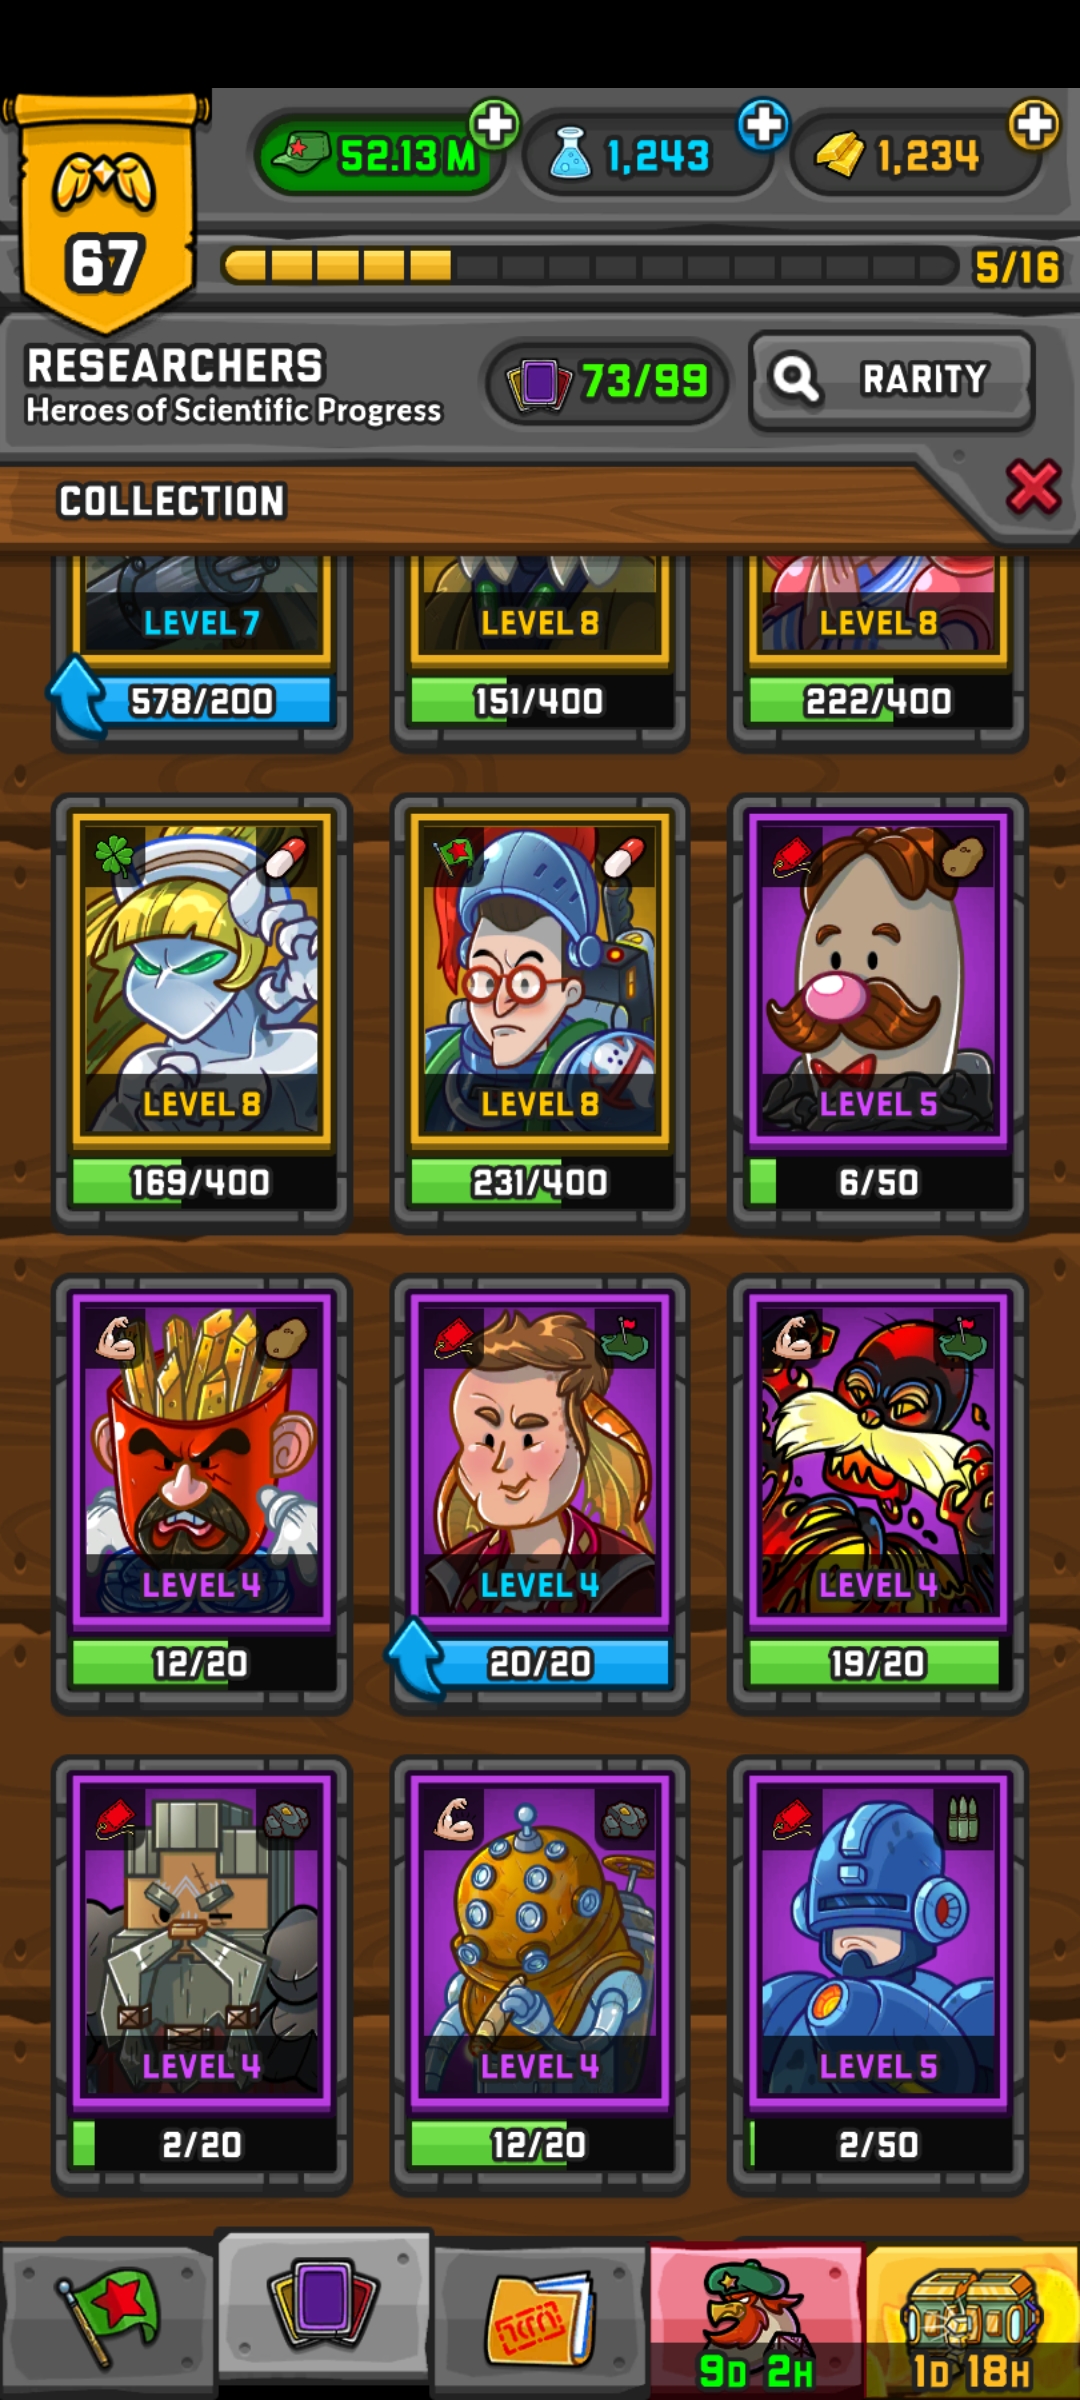 52.13 M
1,243
1,234
67
5/16
RESEARCHERS
Heroes of Scientific Progress
73/99
RARITY
COLLECTION
LEVEL 7
LEVEL 8
LEVEL 8
578/200
151/400
222/400
LEVEL 8
LEVEL 8
LEVEL 5
169/400
231/400
6/50
LEVEL 4
LEVEL 4
LEVEL 4
12/20
20/20
19/20
LEVEL 4
LEVEL 4
LEVEL 5
2/20
12/20
2/50
9D 2H
1D 18H